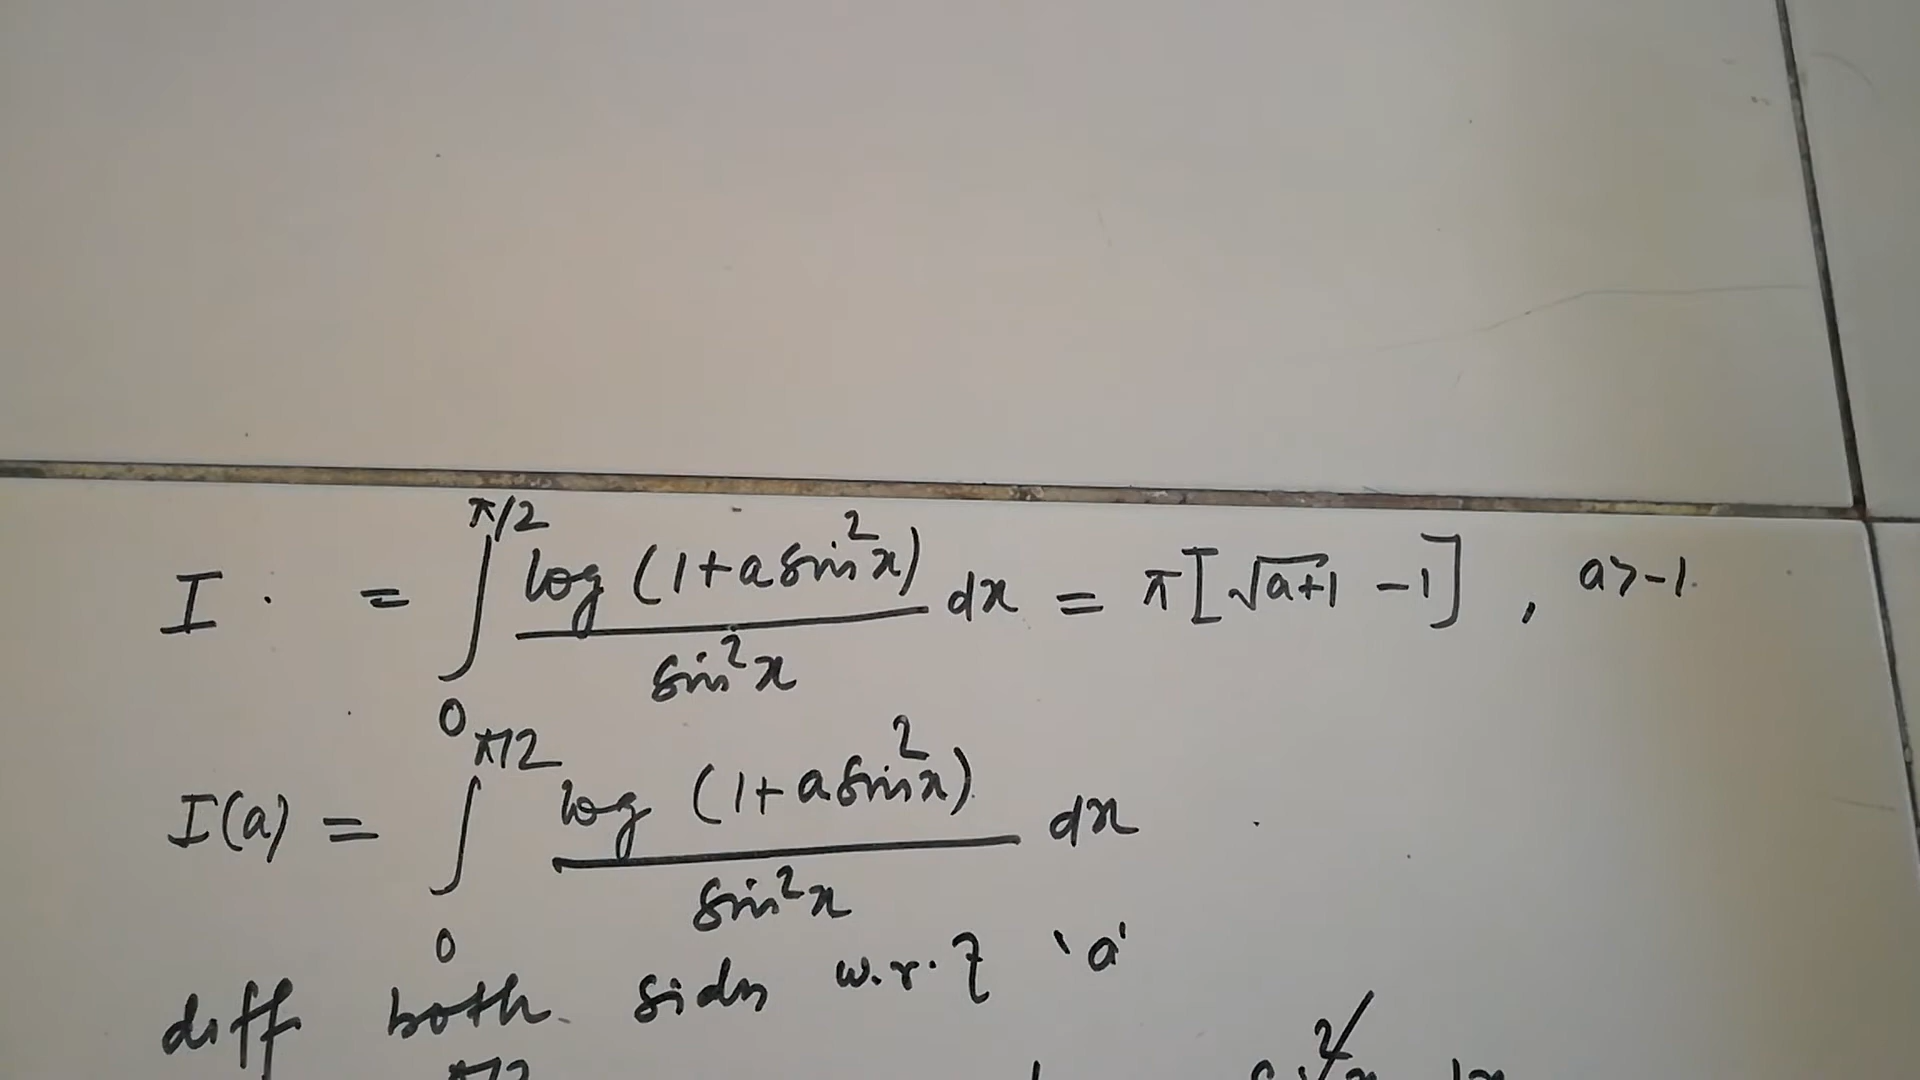 I = ∫₀^{π/2} log (1+a sin²x) / sin²x dx = π[√(a+1) -1] , a>-1.
I(a) = ∫₀^{π/2} log (1+a sin²x) / sin²x dx
diff both sides w.r.t 'a'